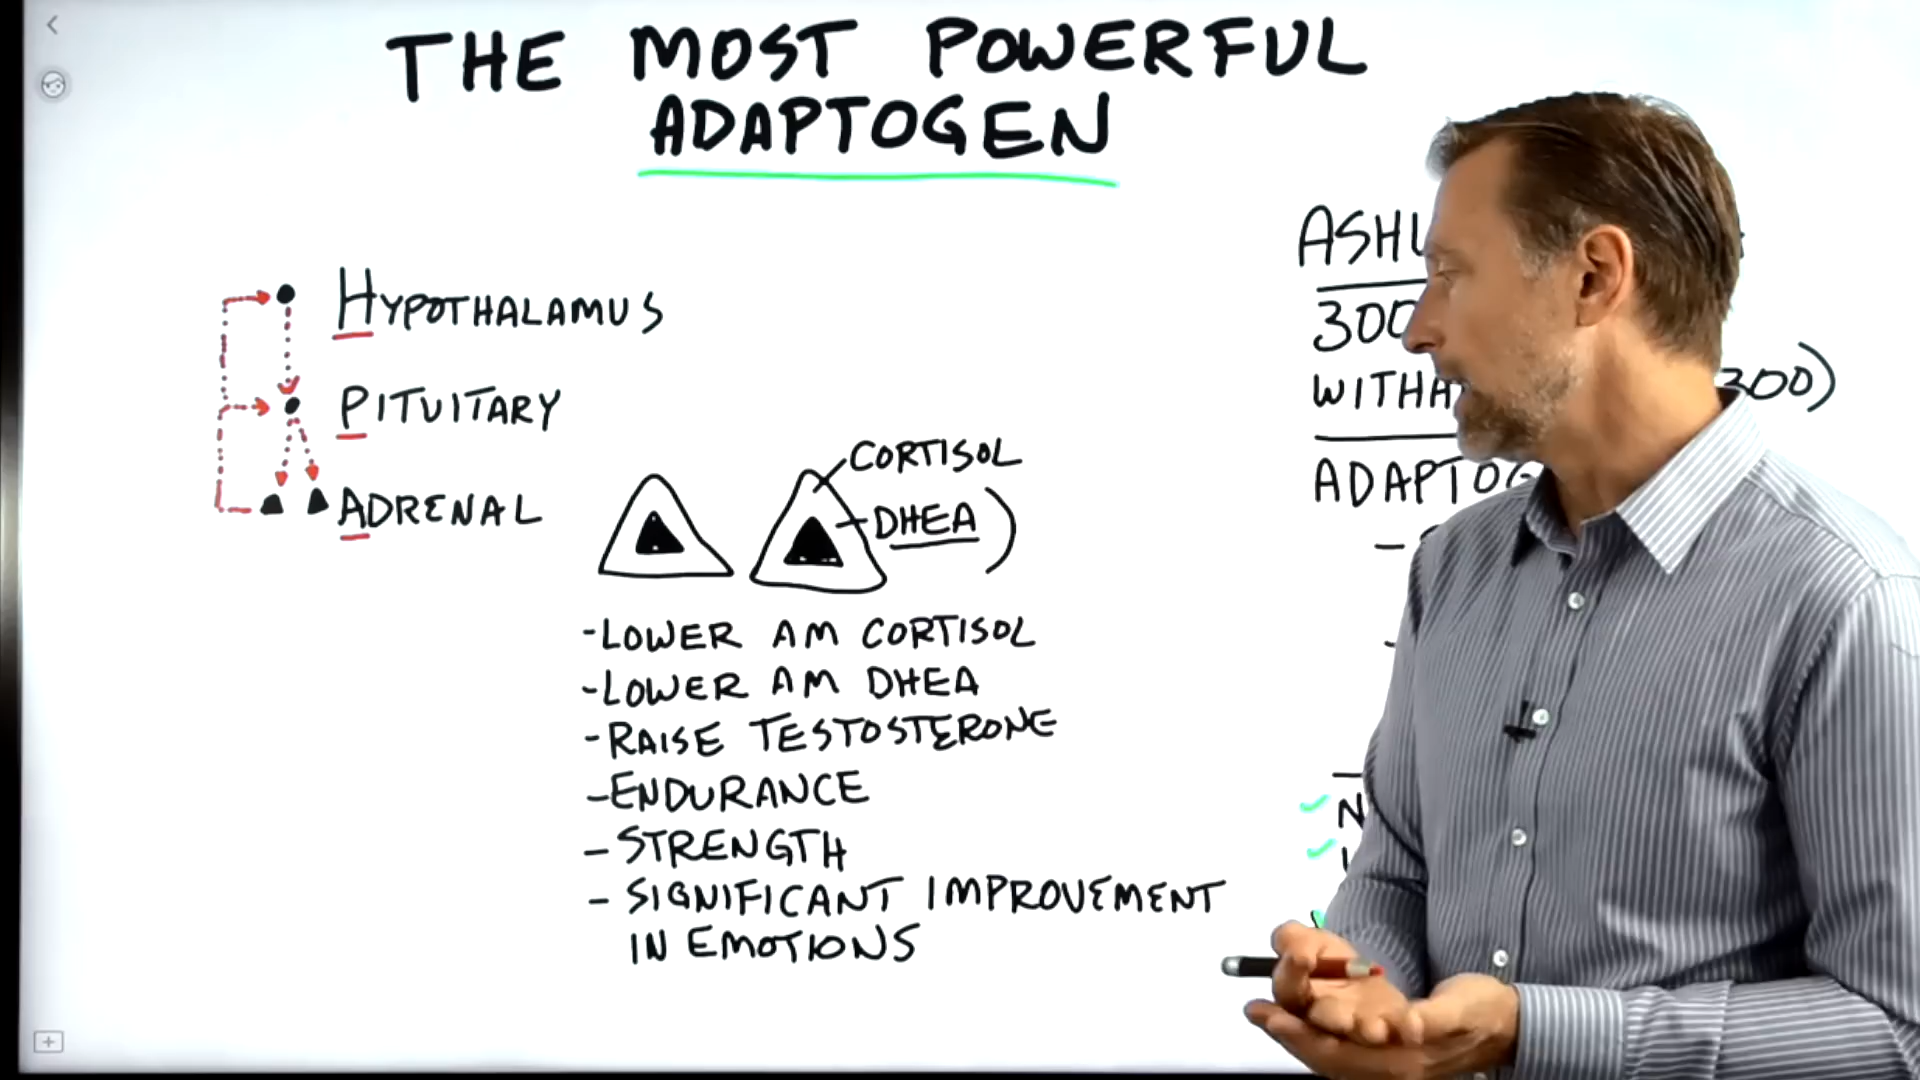 THE MOST POWERFUL
ADAPTOGEN
HYPOTHALAMUS
PITUITARY
ADRENAL
CORTISOL
DHEA)
-LOWER AM CORTISOL
-LOWER AM DHEA
-RAISE TESTOSTERONE
-ENDURANCE
-STRENGTH
-SIGNIFICANT IMPROVEMENT
IN EMOTIONS
300)